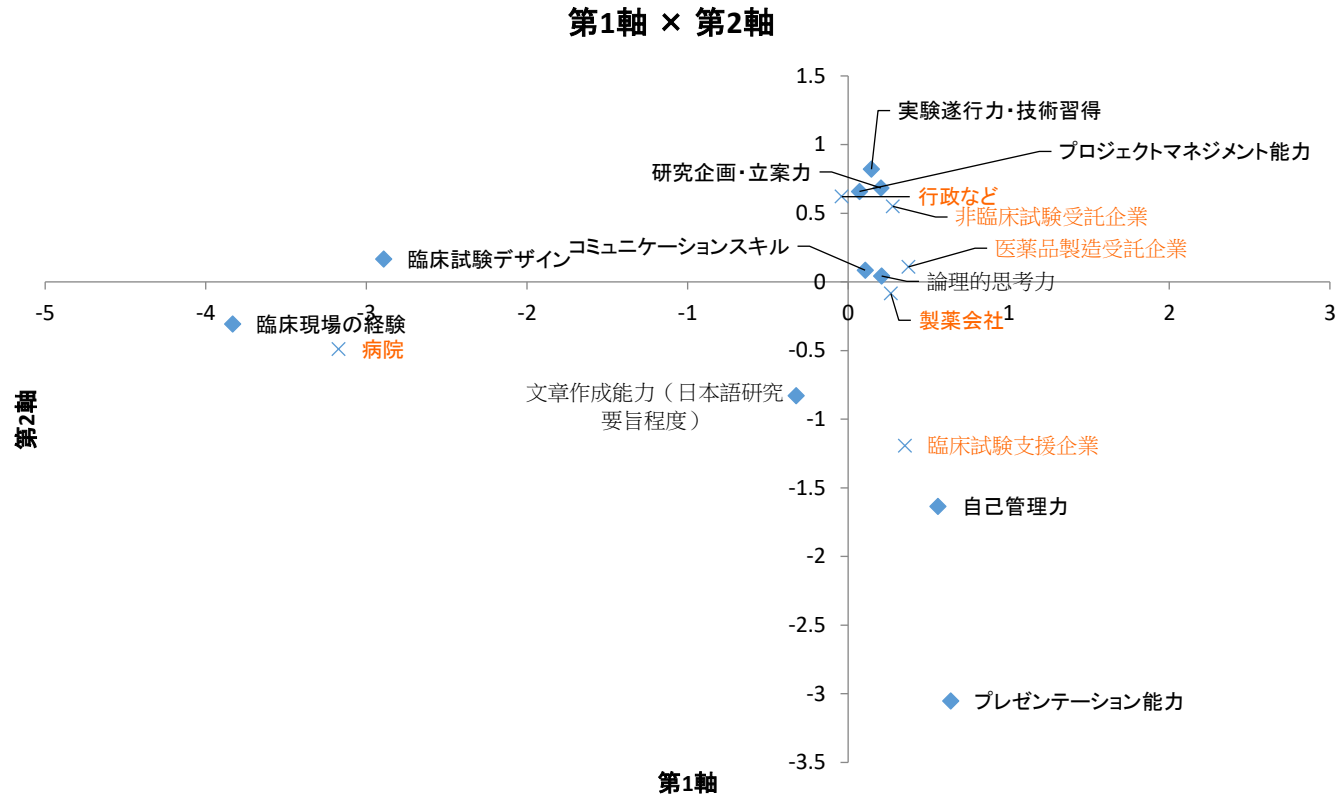 第1軸 × 第2軸
1.5
実験遂行力・技術習得
1
プロジェクトマネジメント能力
研究企画・立案力
行政など
0.5
非臨床試験受託企業
コミュニケーションスキル
医薬品製造受託企業
臨床試験デザイン
0
論理的思考力
-5
-4
-3
-2
-1
0
1
2
3
臨床現場の経験
製薬会社
病院
-0.5
文章作成能力（日本語研究
要旨程度）
第2軸
-1
臨床試験支援企業
-1.5
自己管理力
-2
-2.5
-3
プレゼンテーション能力
-3.5
第1軸